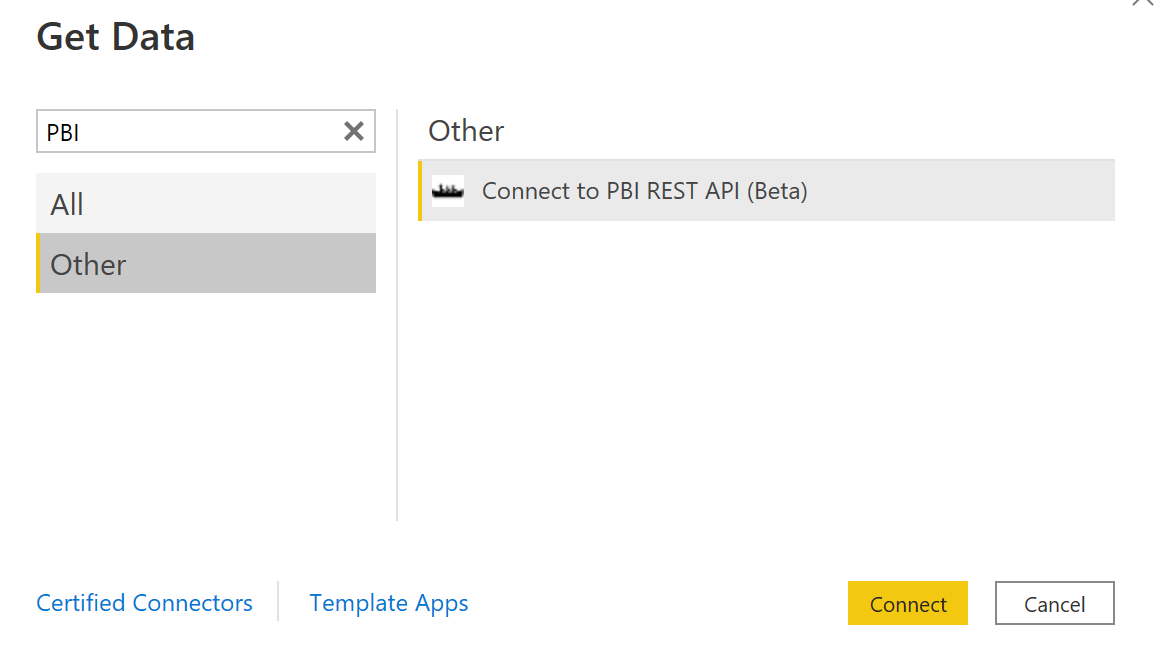 Get Data
PBI
All
Other
Other
Connect to PBI REST API (Beta)
Certified Connectors
Template Apps
Connect
Cancel